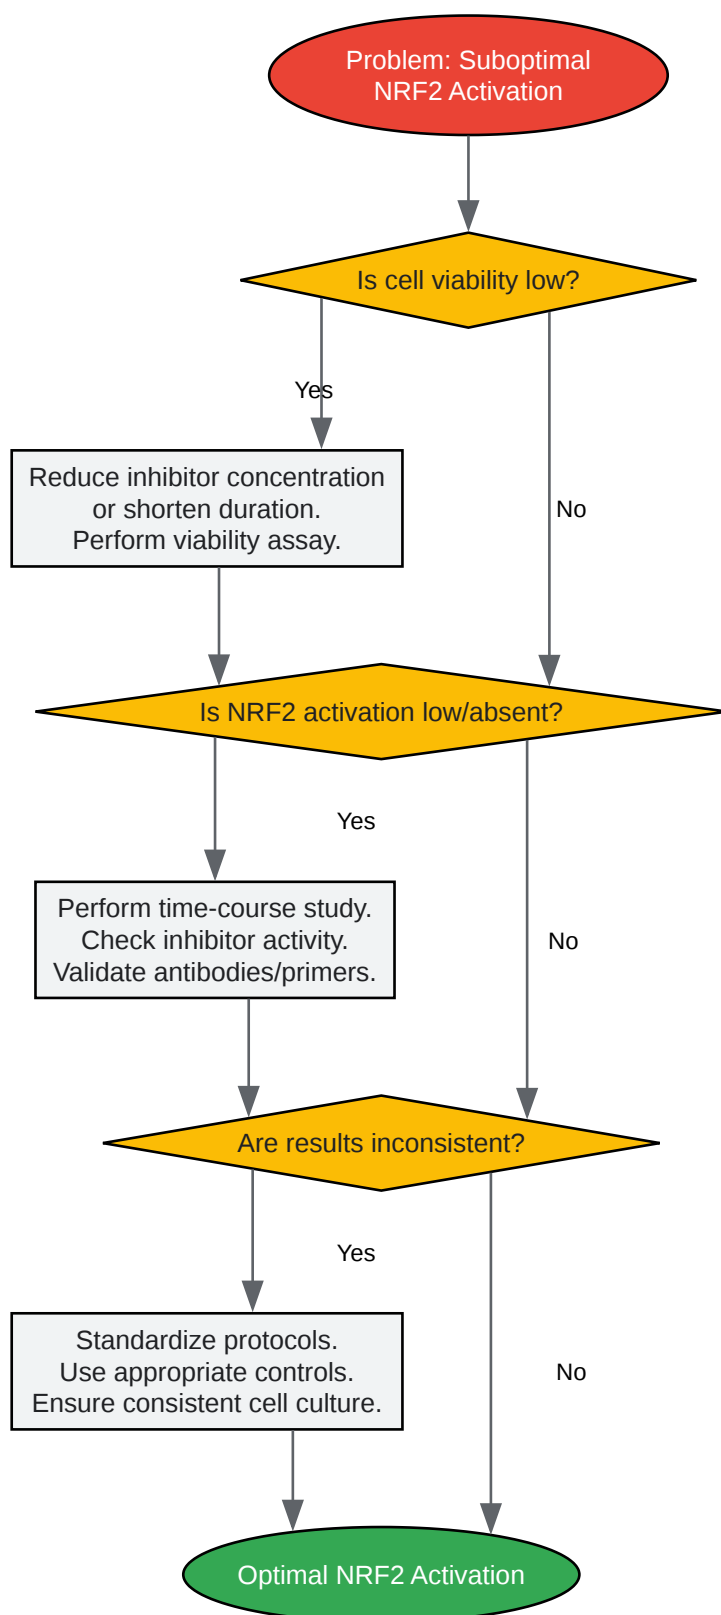 Problem: Suboptimal
NRF2 Activation
Is cell viability low?
Yes
Reduce inhibitor concentration
or shorten duration.
Perform viability assay.
No
Is NRF2 activation low/absent?
Yes
Perform time-course study.
Check inhibitor activity.
Validate antibodies/primers.
No
Are results inconsistent?
Yes
Standardize protocols.
Use appropriate controls.
Ensure consistent cell culture.
No
Optimal NRF2 Activation